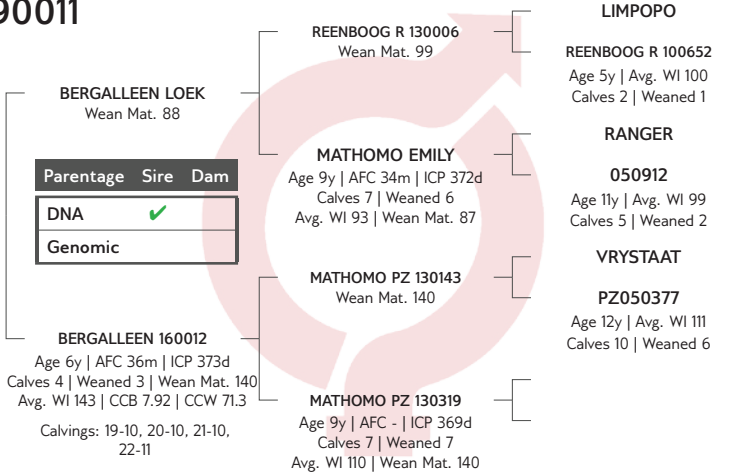 90011
BERGALLEEN LOEK
Wean Mat. 88
Parentage Sire Dam
DNA ✔
Genomic
BERGALLEEN 160012
Age 6y | AFC 36m | ICP 373d
Calves 4 | Weaned 3 | Wean Mat. 140
Avg. WI 143 | CCB 7.92 | CCW 71.3
Calvings: 19-10, 20-10, 21-10,
22-11
REENBOOG R 130006
Wean Mat. 99
MATHOMO EMILY
Age 9y | AFC 34m | ICP 372d
Calves 7 | Weaned 6
Avg. WI 93 | Wean Mat. 87
MATHOMO PZ 130143
Wean Mat. 140
MATHOMO PZ 130319
Age 9y | AFC - | ICP 369d
Calves 7 | Weaned 7
Avg. WI 110 | Wean Mat. 140
LIMPOPO
REENBOOG R 100652
Age 5y | Avg. WI 100
Calves 2 | Weaned 1
RANGER
050912
Age 11y | Avg. WI 99
Calves 5 | Weaned 2
VRYSTAAT
PZ050377
Age 12y | Avg. WI 111
Calves 10 | Weaned 6